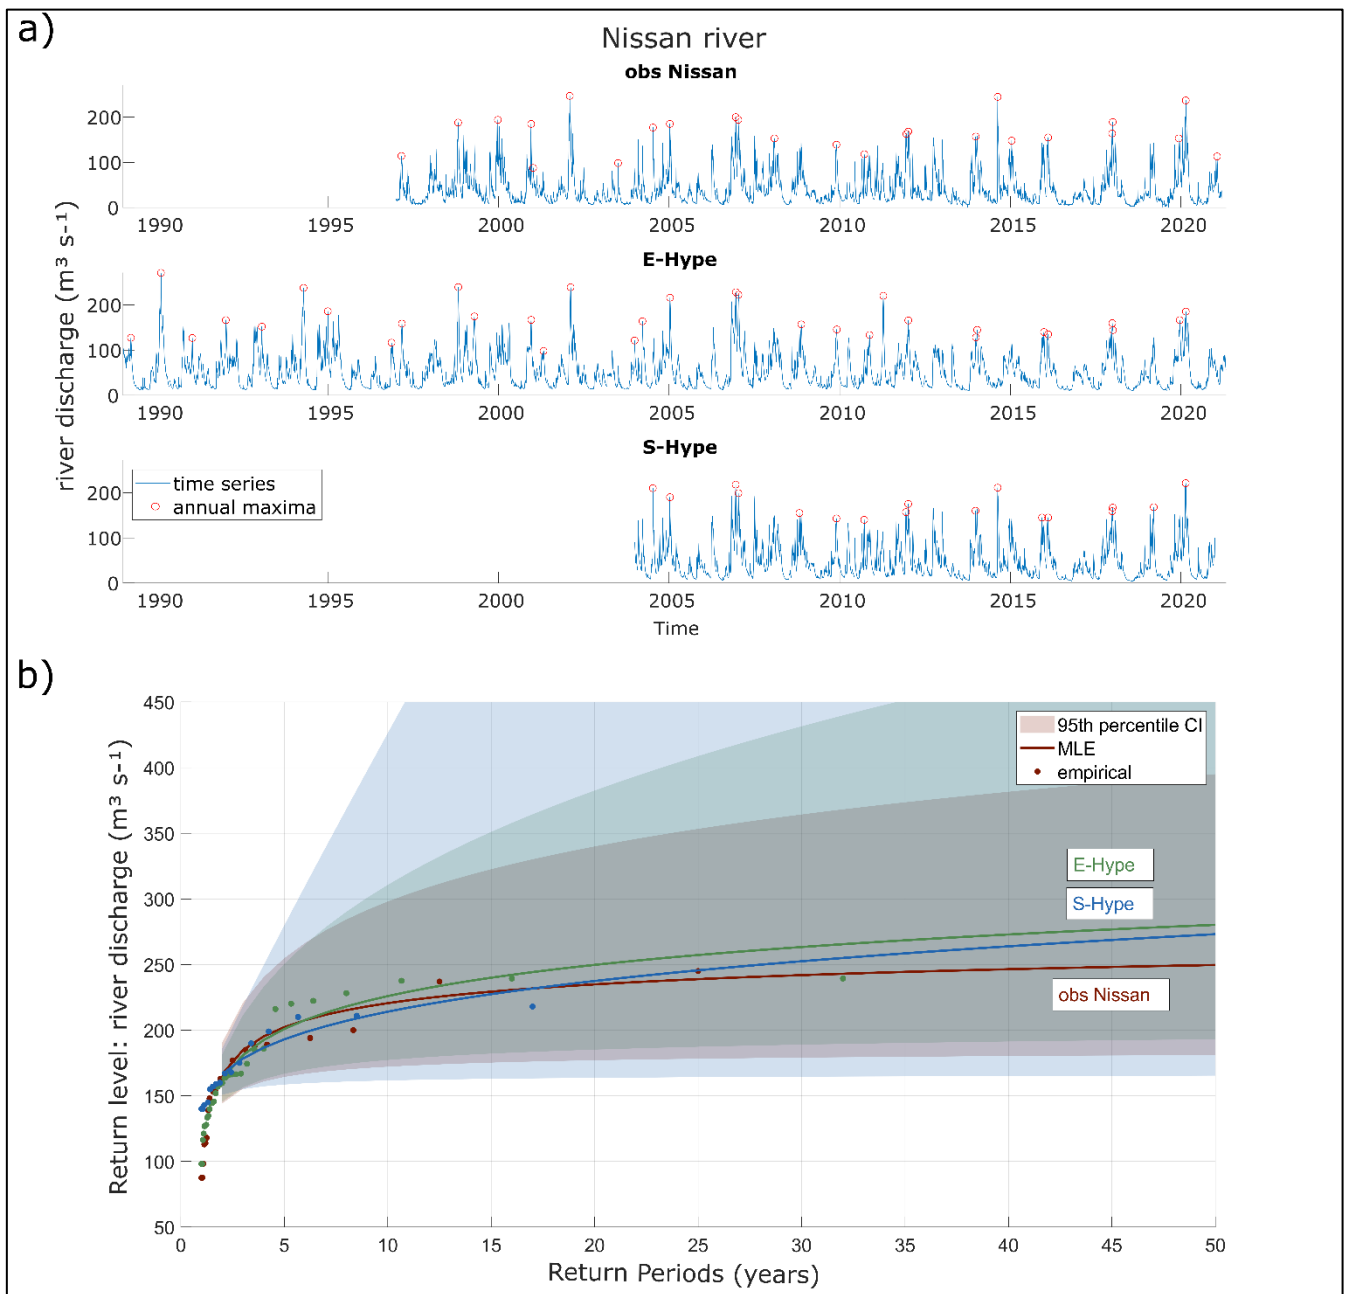 a)
Nissan river
obs Nissan
200
100
0
1990 1995 2000 2005 2010 2015 2020
E-Hype
200
100
0
1990 1995 2000 2005 2010 2015 2020
S-Hype
time series
annual maxima
200
100
0
1990 1995 2000 2005 2010 2015 2020
Time
river discharge (m³ s-¹)
b)
450
400
350
300
250
200
150
100
50
Return level: river discharge (m³ s-¹)
95th percentile CI
MLE
empirical
E-Hype
S-Hype
obs Nissan
0 5 10 15 20 25 30 35 40 45 50
Return Periods (years)